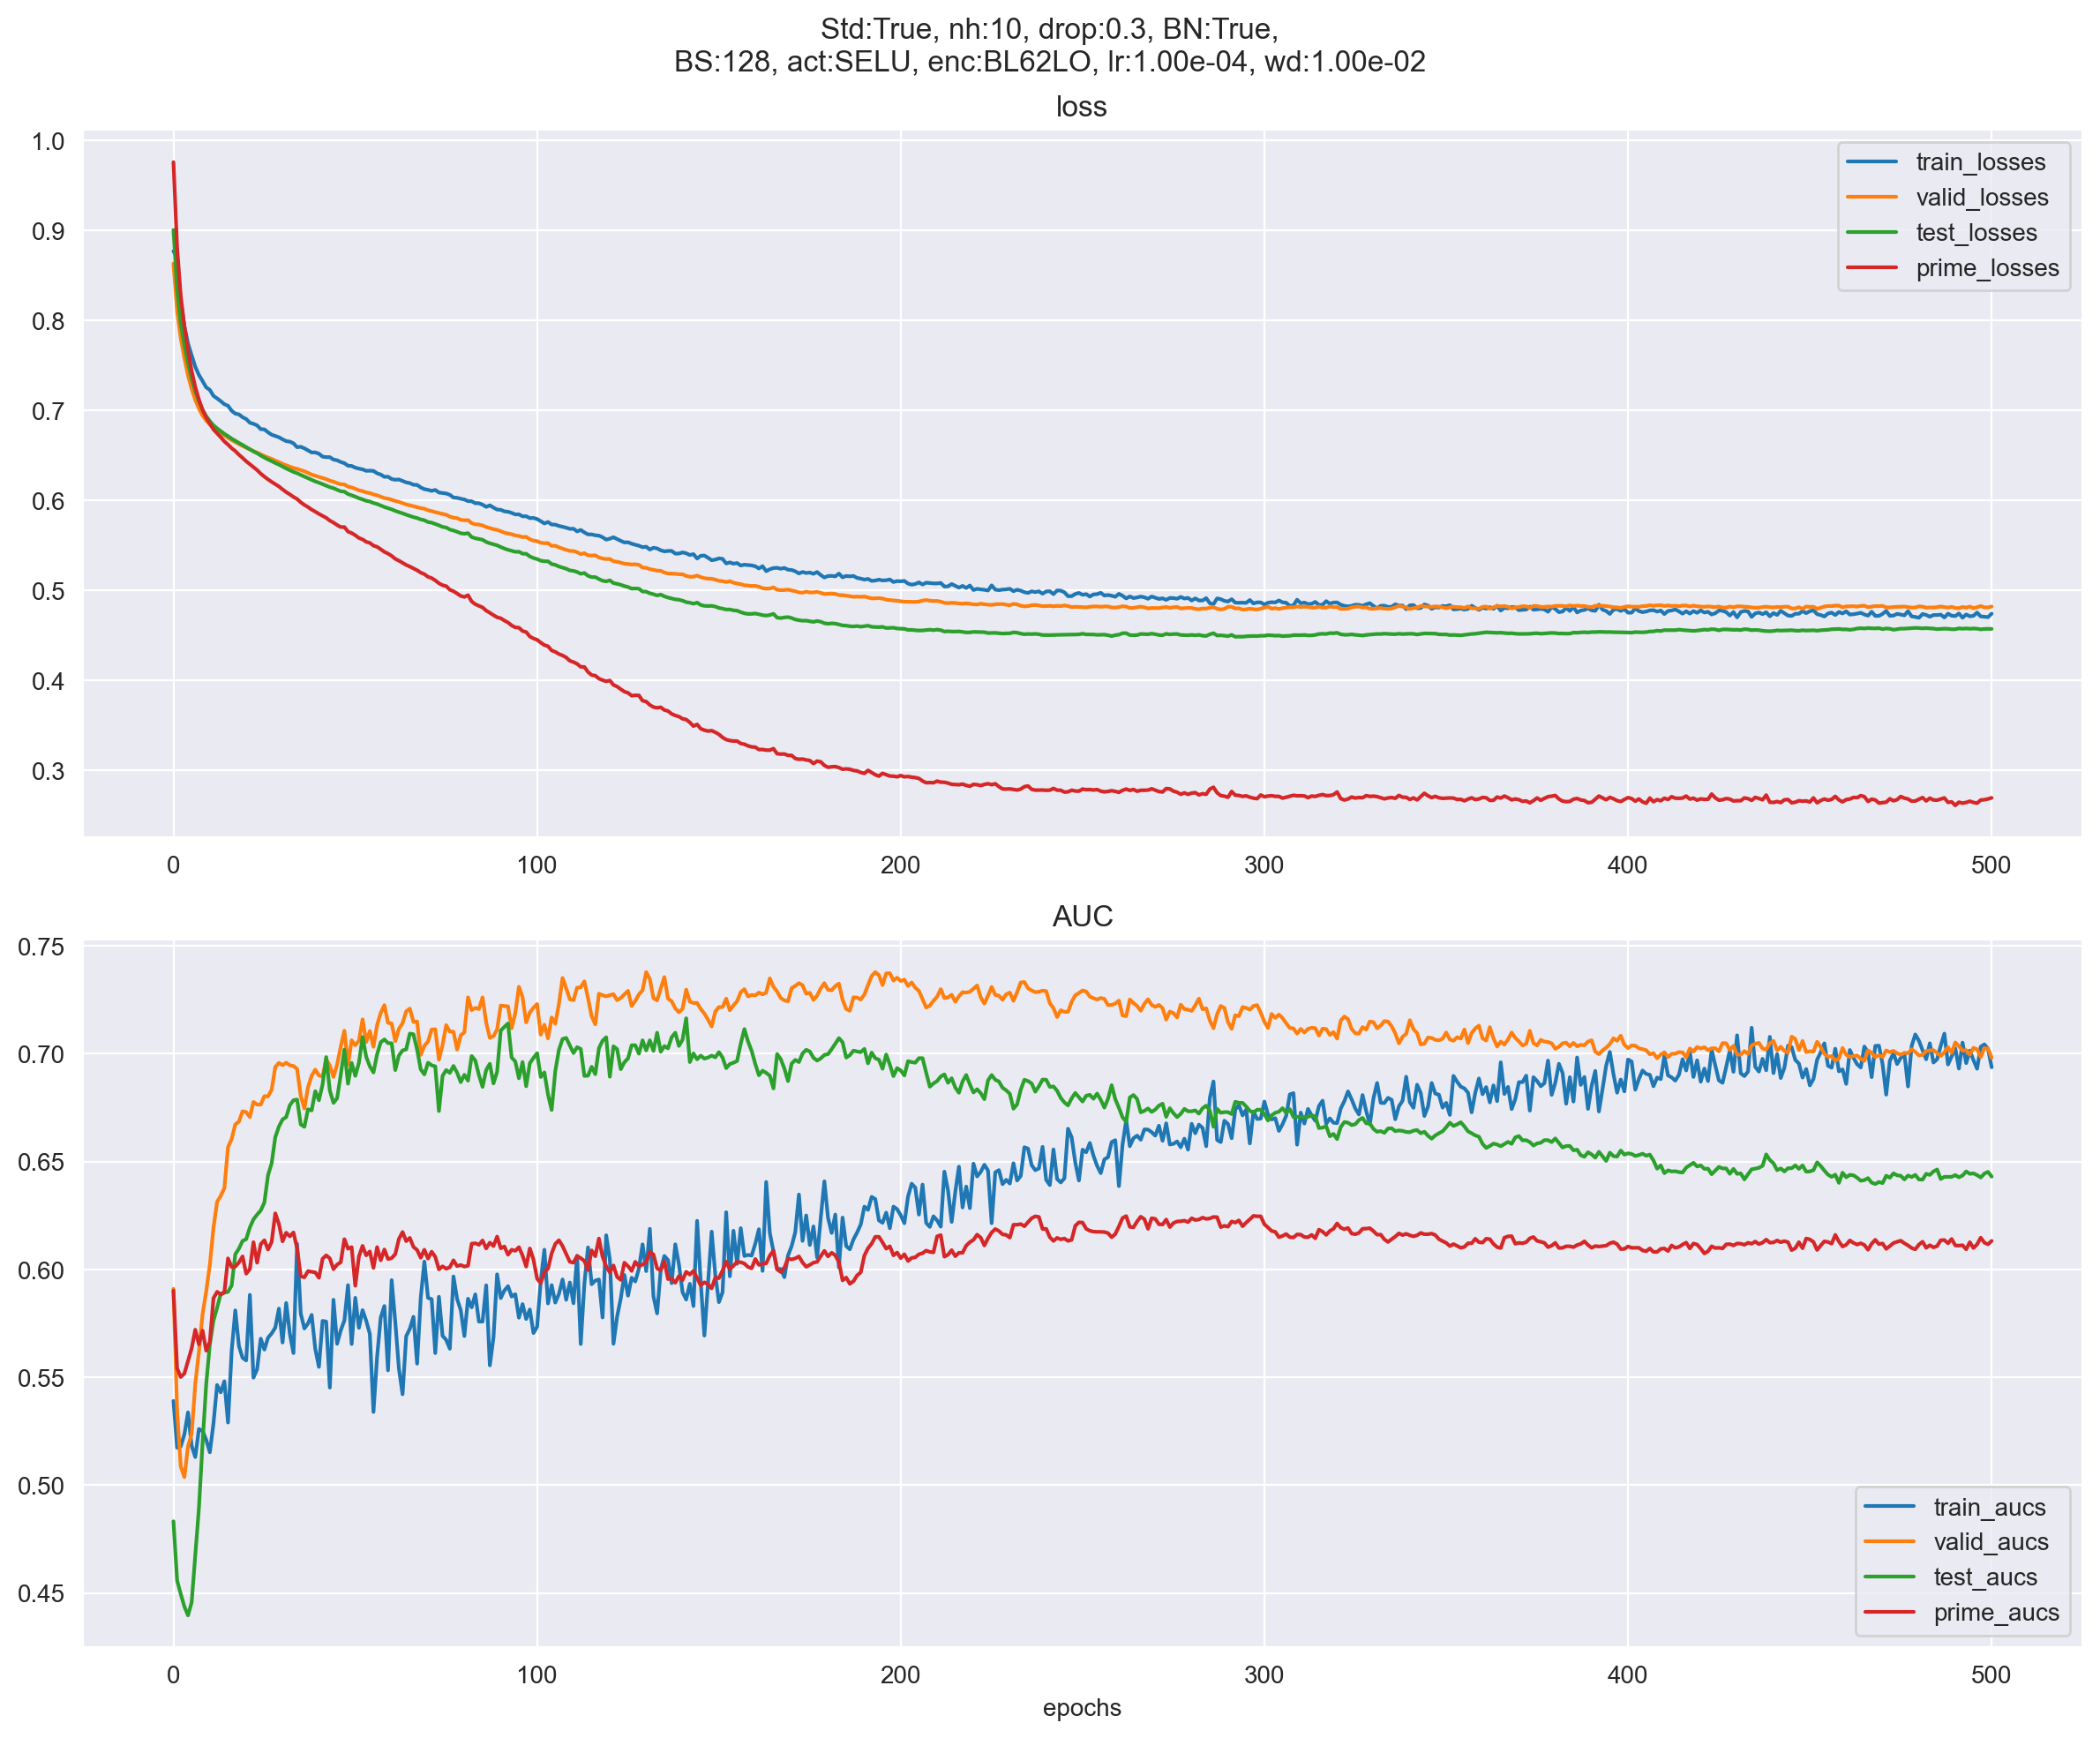 Std:True, nh:10, drop:0.3, BN:True,
BS:128, act:SELU, enc:BL62LO, lr:1.00e-04, wd:1.00e-02
loss
1.0
0.9
0.8
0.7
0.6
0.5
0.4
0.3
train_losses
valid_losses
test_losses
prime_losses
0 100 200 300 400 500
AUC
0.75
0.70
0.65
0.60
0.55
0.50
0.45
train_aucs
valid_aucs
test_aucs
prime_aucs
0 100 200 300 400 500
epochs